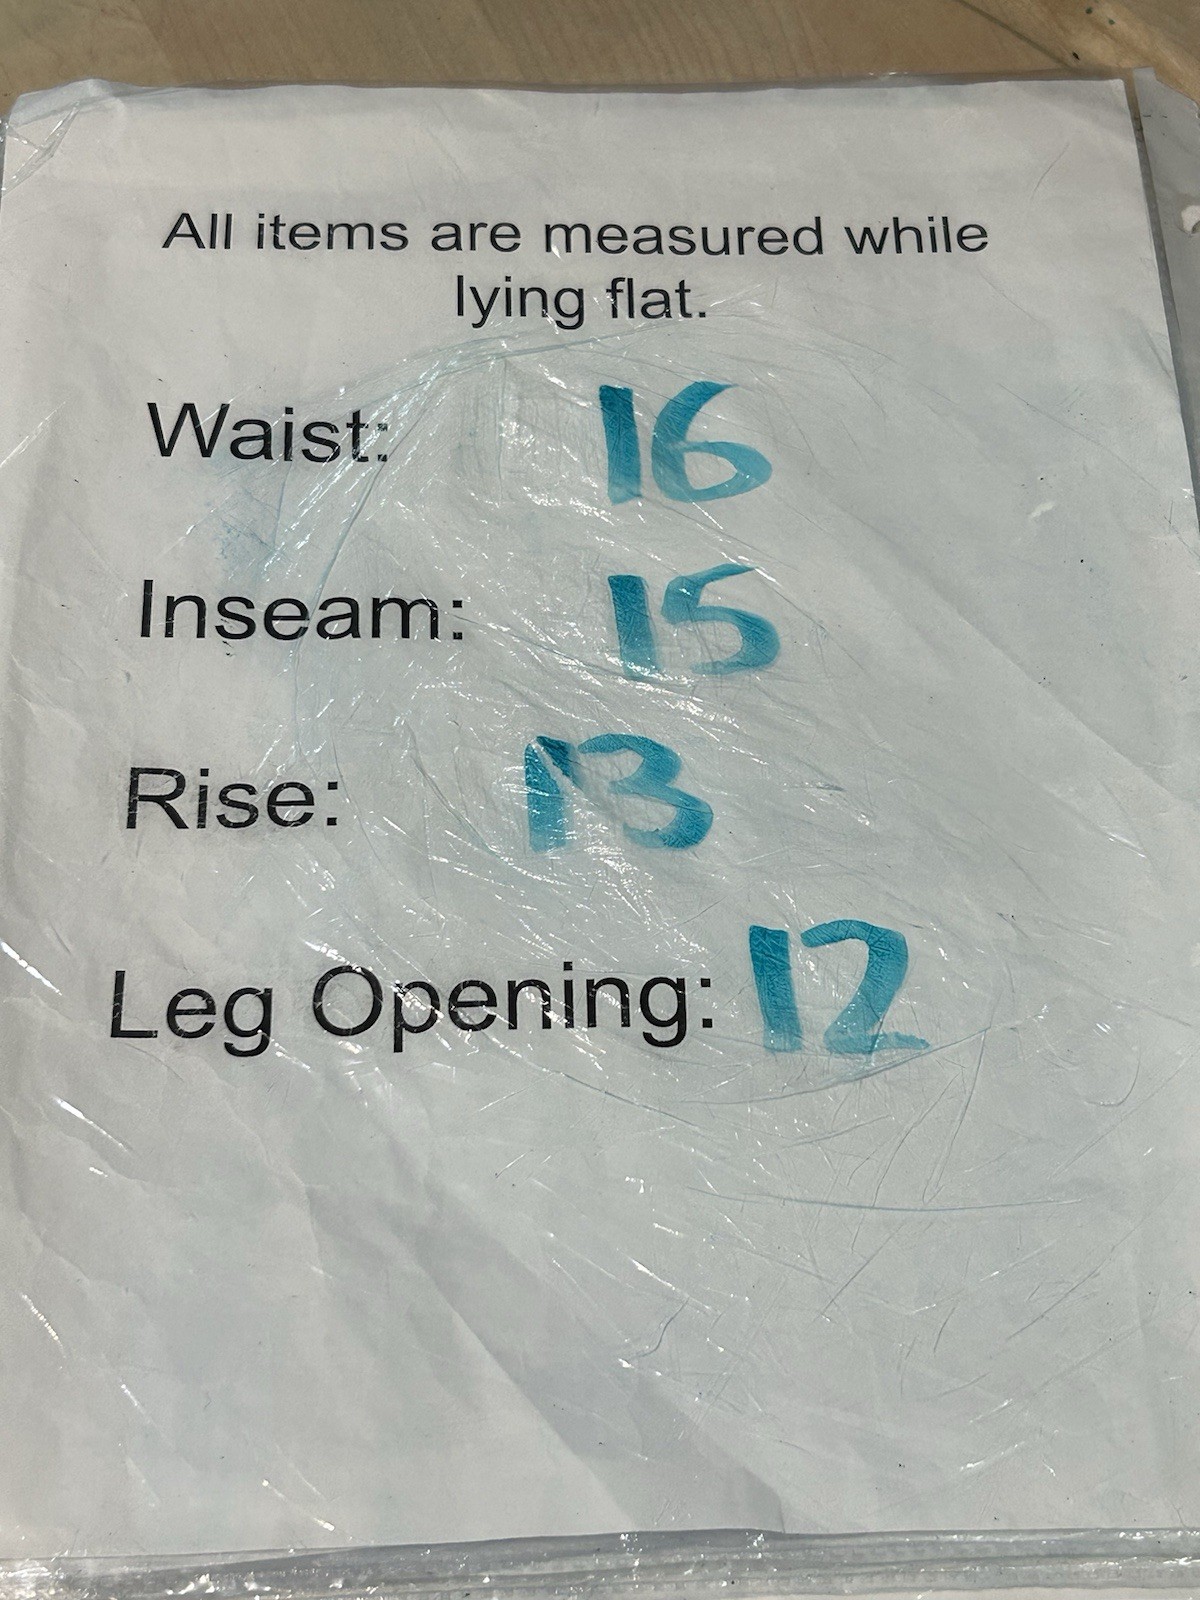 All items are measured while
lying flat.
Waist: 16
Inseam: 15
Rise: 13
Leg Opening: 12